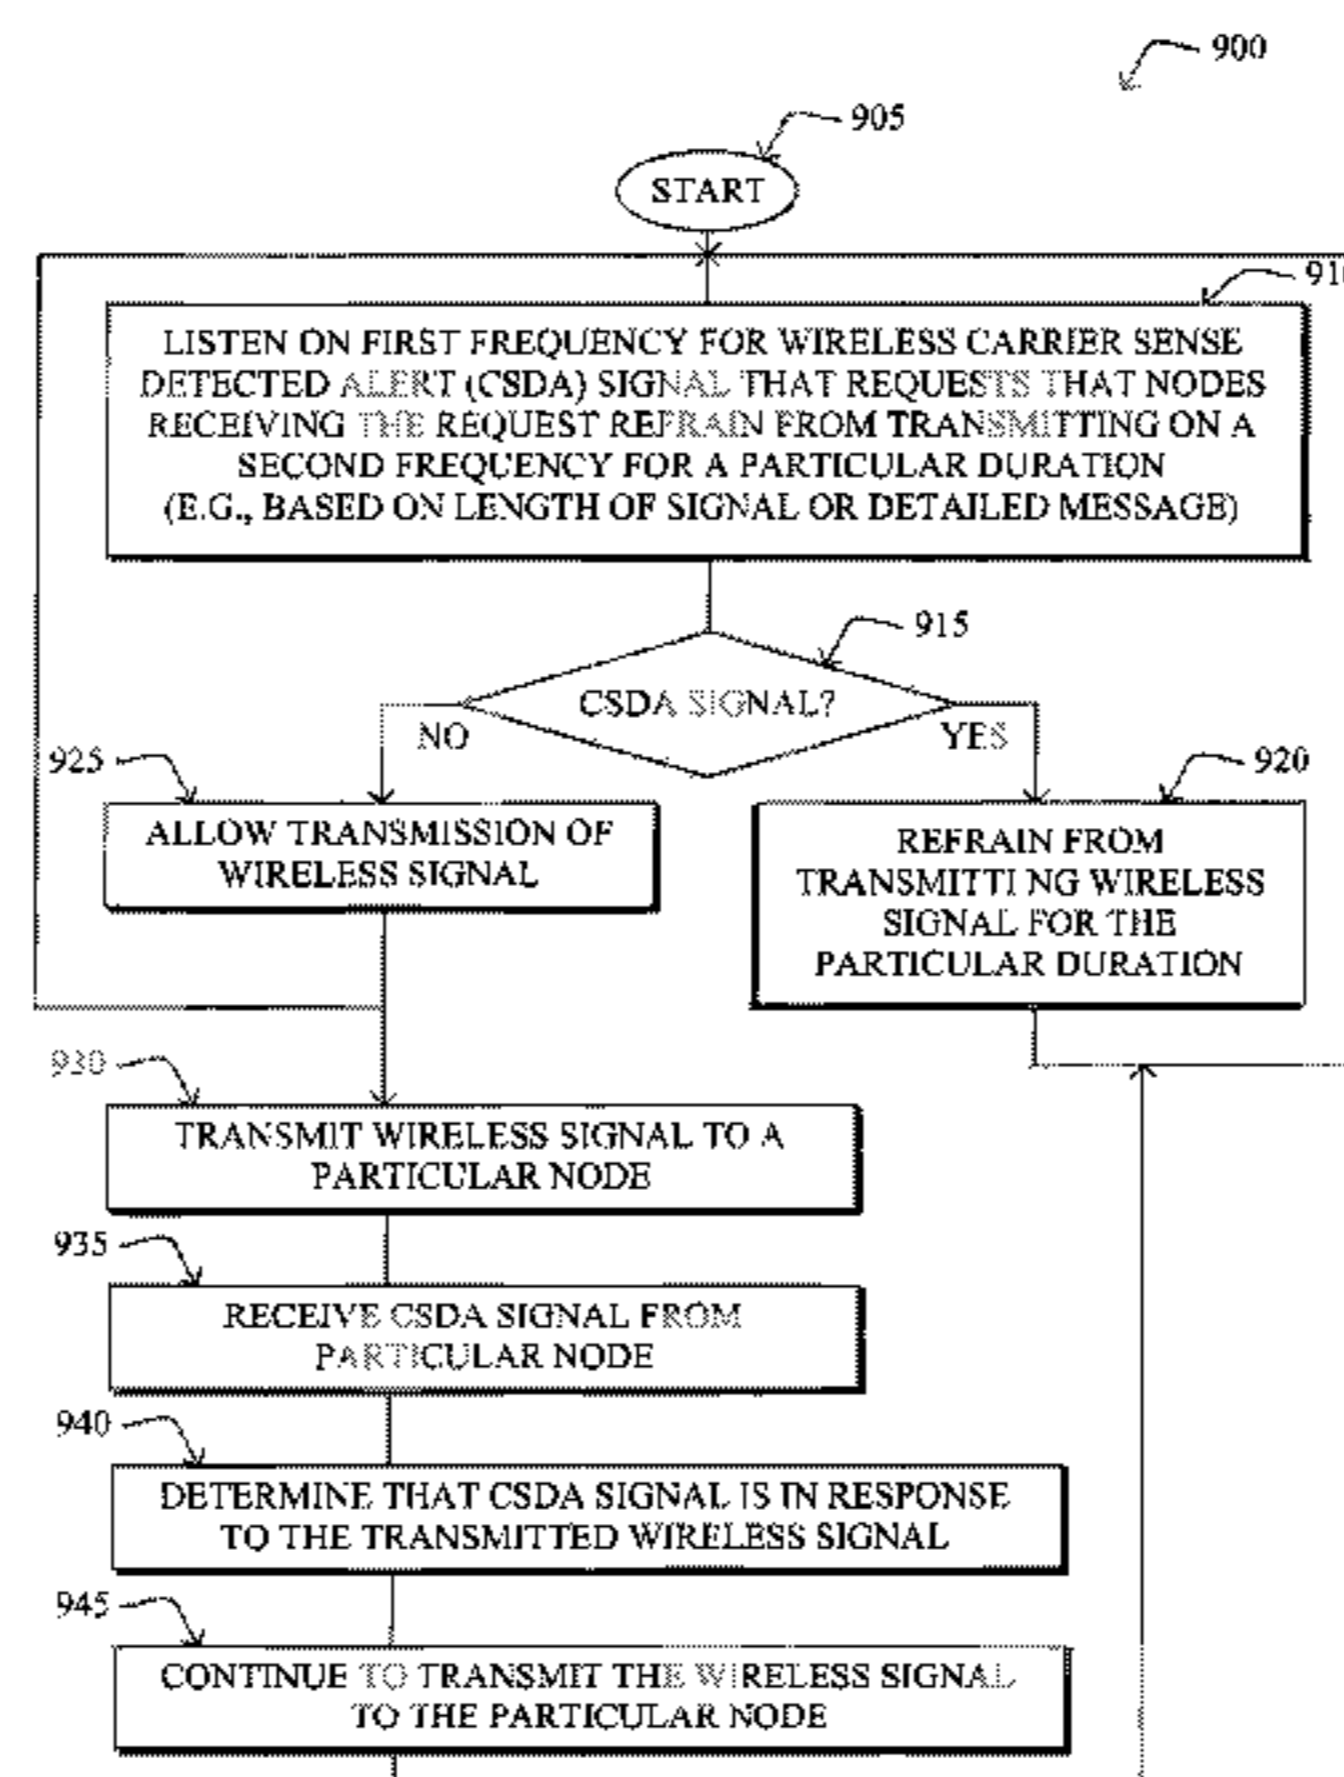 900
905
START
910
LISTEN ON FIRST FREQUENCY FOR WIRELESS CARRIER SENSE
DETECTED ALERT (CSDA) SIGNAL THAT REQUESTS THAT NODES
RECEIVING THE REQUEST REFRAIN FROM TRANSMITTING ON A
SECOND FREQUENCY FOR A PARTICULAR DURATION
(E.G., BASED ON LENGTH OF SIGNAL OR DETAILED MESSAGE)
915
CSDA SIGNAL?
NO
YES
925
920
ALLOW TRANSMISSION OF
WIRELESS SIGNAL
REFRAIN FROM
TRANSMITTI NG WIRELESS
SIGNAL FOR THE
PARTICULAR DURATION
930
TRANSMIT WIRELESS SIGNAL TO A
PARTICULAR NODE
935
RECEIVE CSDA SIGNAL FROM
PARTICULAR NODE
940
DETERMINE THAT CSDA SIGNAL IS IN RESPONSE
TO THE TRANSMITTED WIRELESS SIGNAL
945
CONTINUE TO TRANSMIT THE WIRELESS SIGNAL
TO THE PARTICULAR NODE